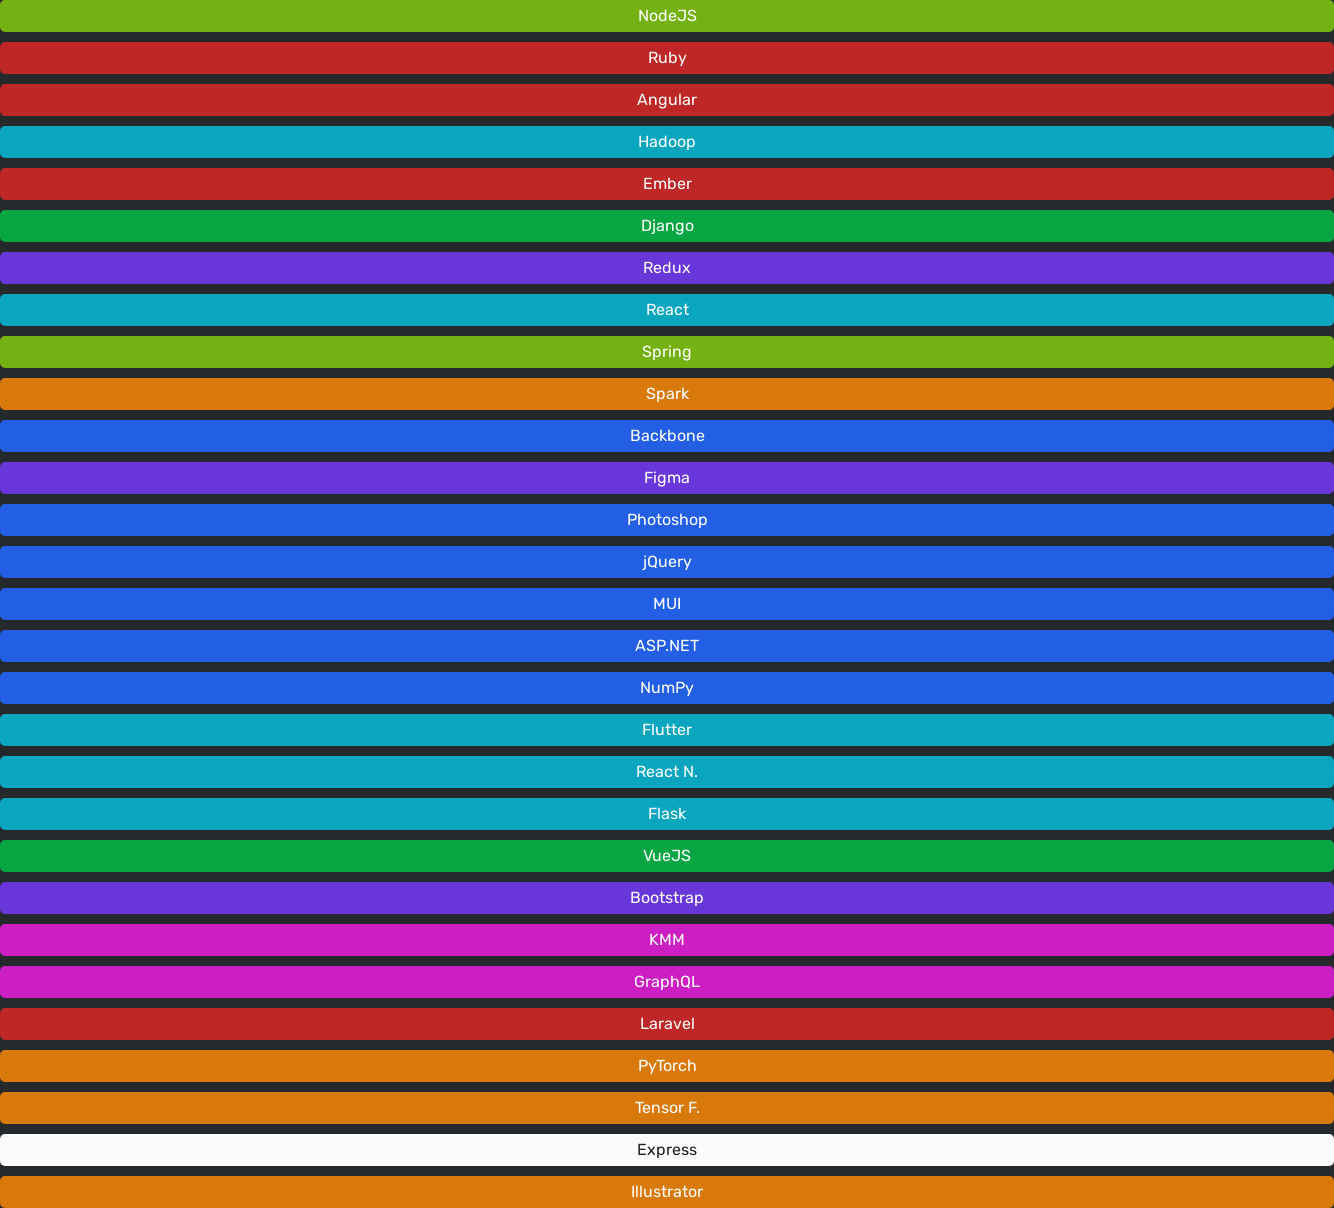 NodeJS
Ruby
Angular
Hadoop
Ember
Django
Redux
React
Spring
Spark
Backbone
Figma
Photoshop
jQuery
MUI
ASP.NET
NumPy
Flutter
React N.
Flask
VueJS
Bootstrap
KMM
GraphQL
Laravel
PyTorch
Tensor F.
Express
Illustrator